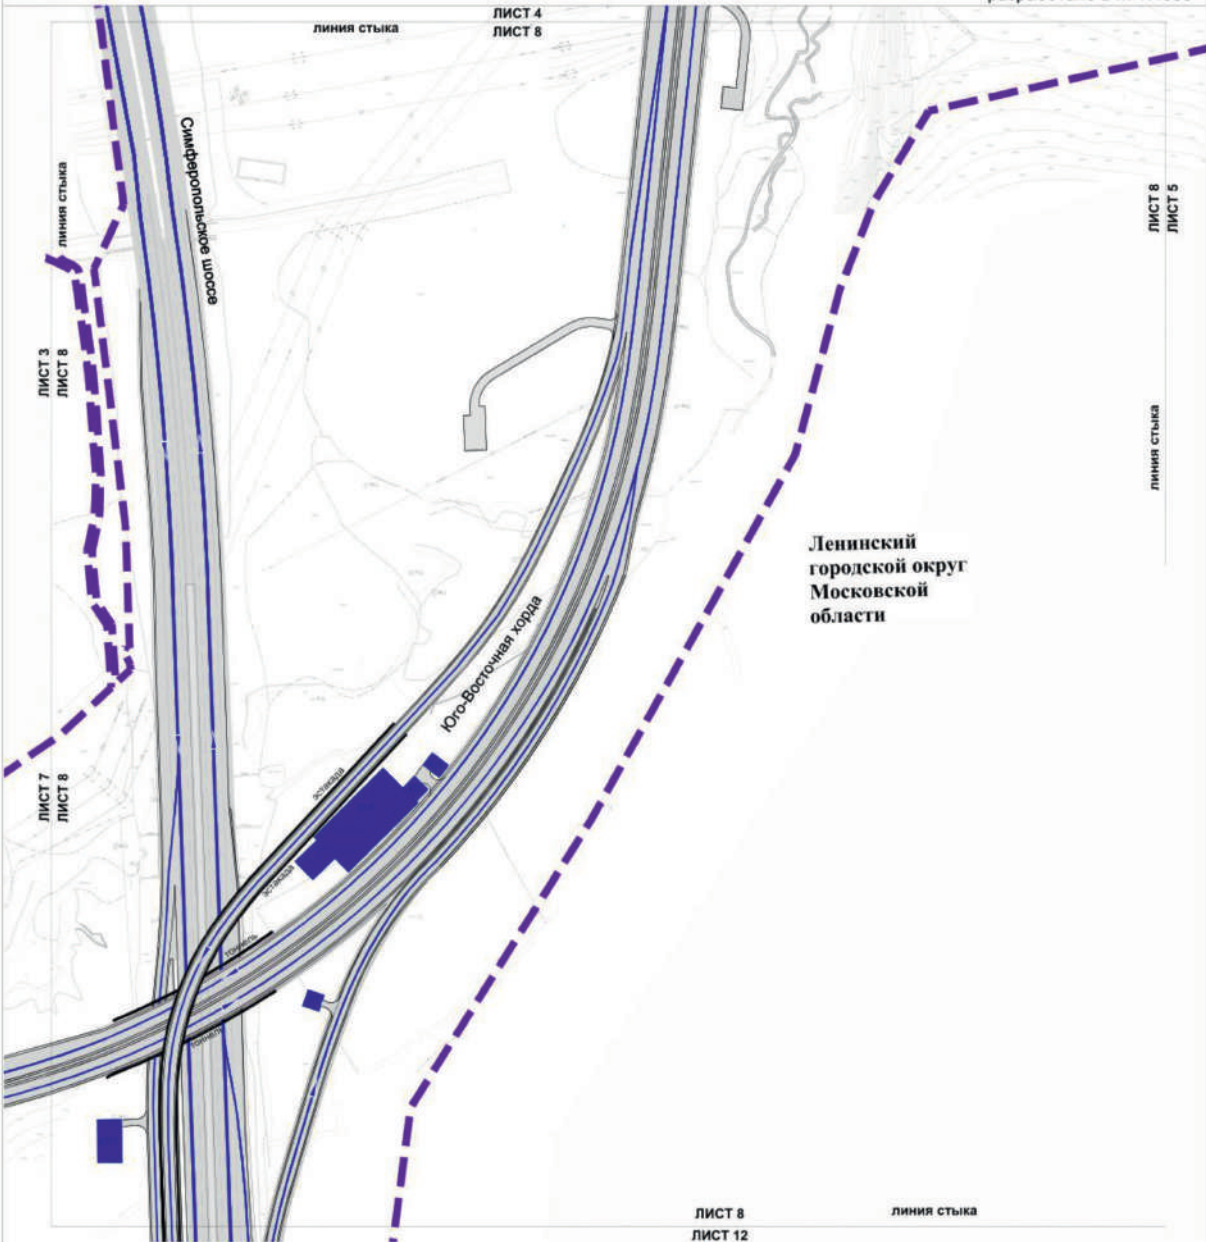 ЛИСТ 4
линия стыка
ЛИСТ 8
Симферопольское шоссе
линия стыка
ЛИСТ 8
ЛИСТ 5
ЛИСТ 3
ЛИСТ 8
линия стыка
Ленинский
городской округ
Московской
области
Юго-Восточная хорда
эстакада
ЛИСТ 7
ЛИСТ 8
эстакада
тоннель
тоннель
ЛИСТ 8
линия стыка
ЛИСТ 12